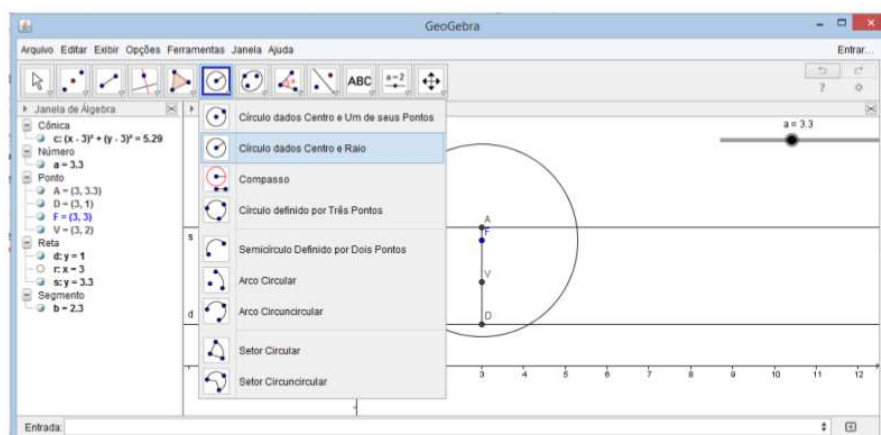 GeoGebra
Arquivo Editar Exibir Opções Ferramentas Janela Ajuda
Entrar...
ABC
a=2
?
Janela de Álgebra
Cônica
c: (x - 3)² + (y - 3)² = 5.29
Número
a = 3.3
Ponto
A = (3, 3.3)
D = (3, 1)
F = (3, 3)
V = (3, 2)
Reta
d: y = 1
r: x = 3
s: y = 3.3
Segmento
b = 2.3
Círculo dados Centro e Um de seus Pontos
Círculo dados Centro e Raio
Compasso
Círculo definido por Três Pontos
Semicírculo Definido por Dois Pontos
Arco Circular
Arco Circuncircular
Setor Circular
Setor Circuncircular
a = 3.3
s
A
F
V
d
D
3 4 5 6 7 8 9 10 11 12
Entrada: